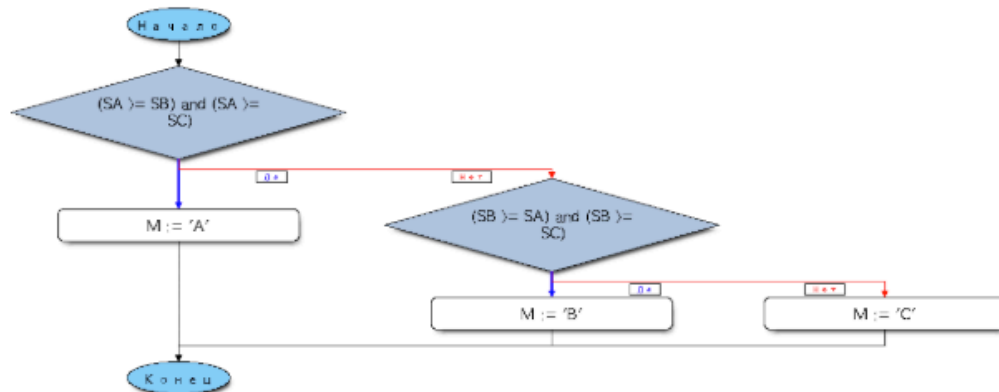 Начало
(SA >= SB) and (SA >=
SC)
Да
Нет
M := 'A'
(SB >= SA) and (SB >=
SC)
Да
Нет
M := 'B'
M := 'C'
Конец